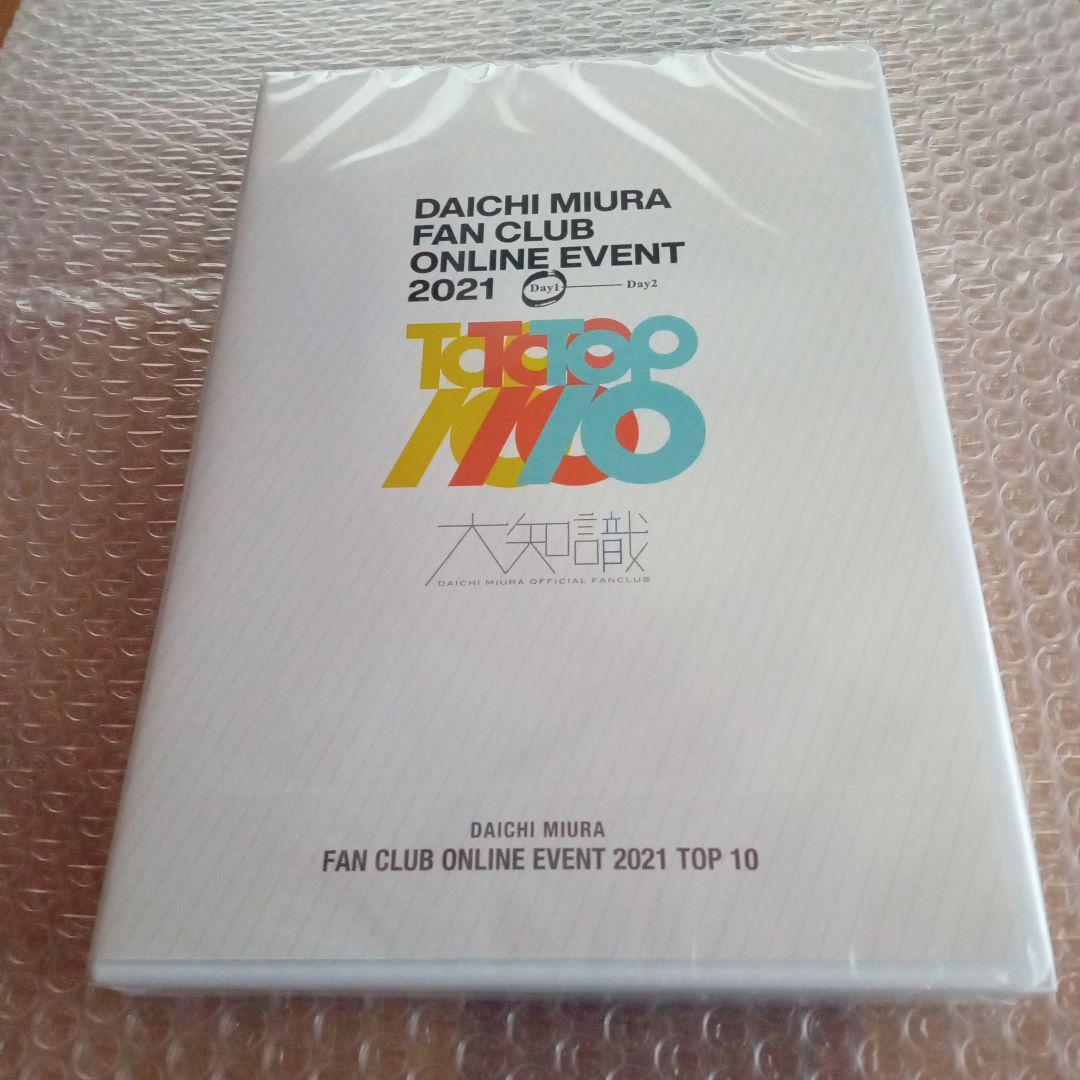 DAICHI MIURA
FAN CLUB
ONLINE EVENT
2021 Day1 Day2
ToToTop
10
大知識
DAICHI MIURA OFFICIAL FANCLUB
DAICHI MIURA
FAN CLUB ONLINE EVENT 2021 TOP 10